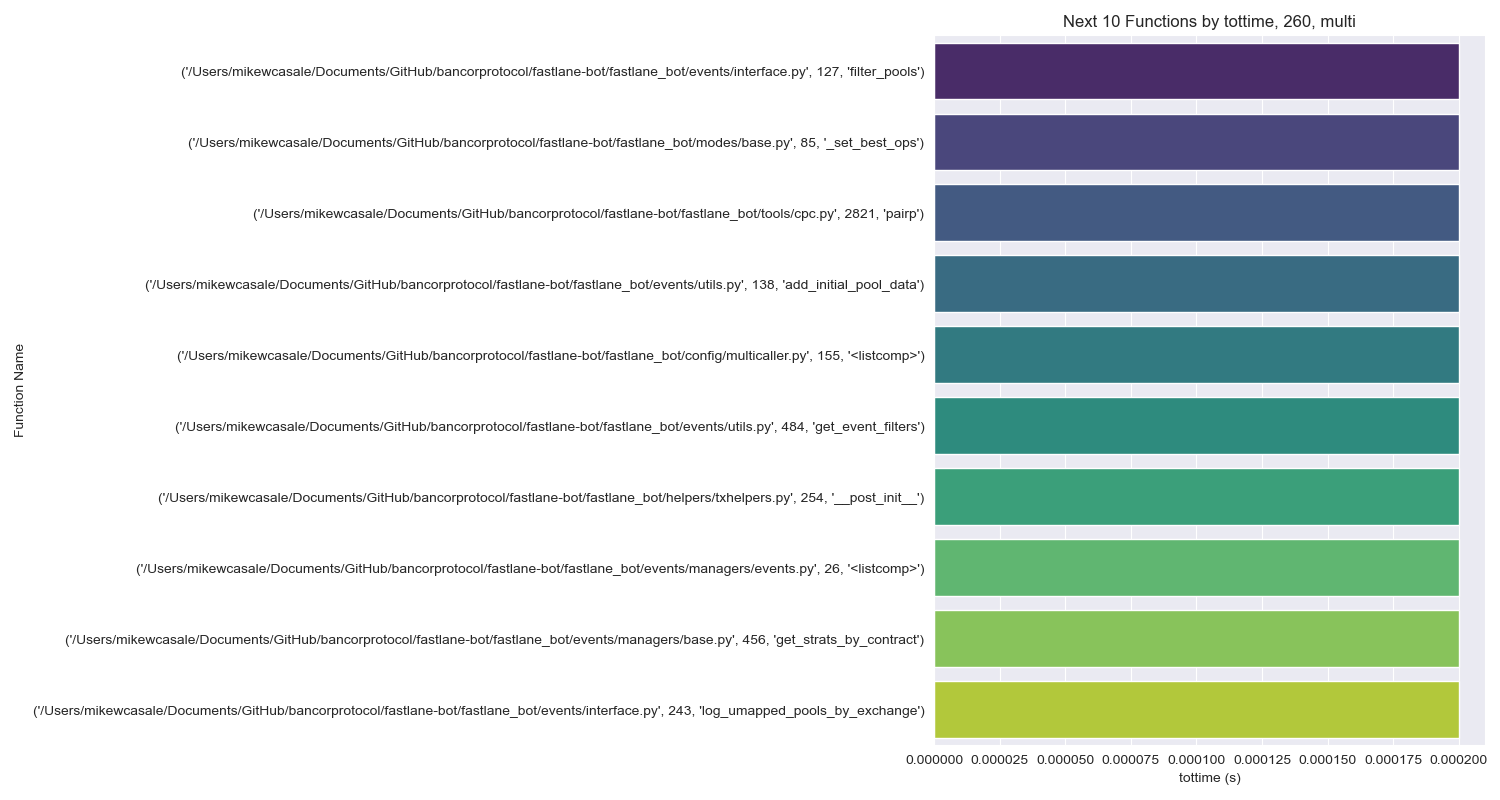 Next 10 Functions by tottime, 260, multi
('/Users/mikewcasale/Documents/GitHub/bancorprotocol/fastlane-bot/fastlane_bot/events/interface.py', 127, 'filter_pools')
('/Users/mikewcasale/Documents/GitHub/bancorprotocol/fastlane-bot/fastlane_bot/modes/base.py', 85, '_set_best_ops')
('/Users/mikewcasale/Documents/GitHub/bancorprotocol/fastlane-bot/fastlane_bot/tools/cpc.py', 2821, 'pairp')
('/Users/mikewcasale/Documents/GitHub/bancorprotocol/fastlane-bot/fastlane_bot/events/utils.py', 138, 'add_initial_pool_data')
('/Users/mikewcasale/Documents/GitHub/bancorprotocol/fastlane-bot/fastlane_bot/config/multicaller.py', 155, '<listcomp>')
('/Users/mikewcasale/Documents/GitHub/bancorprotocol/fastlane-bot/fastlane_bot/events/utils.py', 484, 'get_event_filters')
('/Users/mikewcasale/Documents/GitHub/bancorprotocol/fastlane-bot/fastlane_bot/helpers/txhelpers.py', 254, '__post_init__')
('/Users/mikewcasale/Documents/GitHub/bancorprotocol/fastlane-bot/fastlane_bot/events/managers/events.py', 26, '<listcomp>')
('/Users/mikewcasale/Documents/GitHub/bancorprotocol/fastlane-bot/fastlane_bot/events/managers/base.py', 456, 'get_strats_by_contract')
('/Users/mikewcasale/Documents/GitHub/bancorprotocol/fastlane-bot/fastlane_bot/events/interface.py', 243, 'log_umapped_pools_by_exchange')
Function Name
0.000000 0.000025 0.000050 0.000075 0.000100 0.000125 0.000150 0.000175 0.000200
tottime (s)